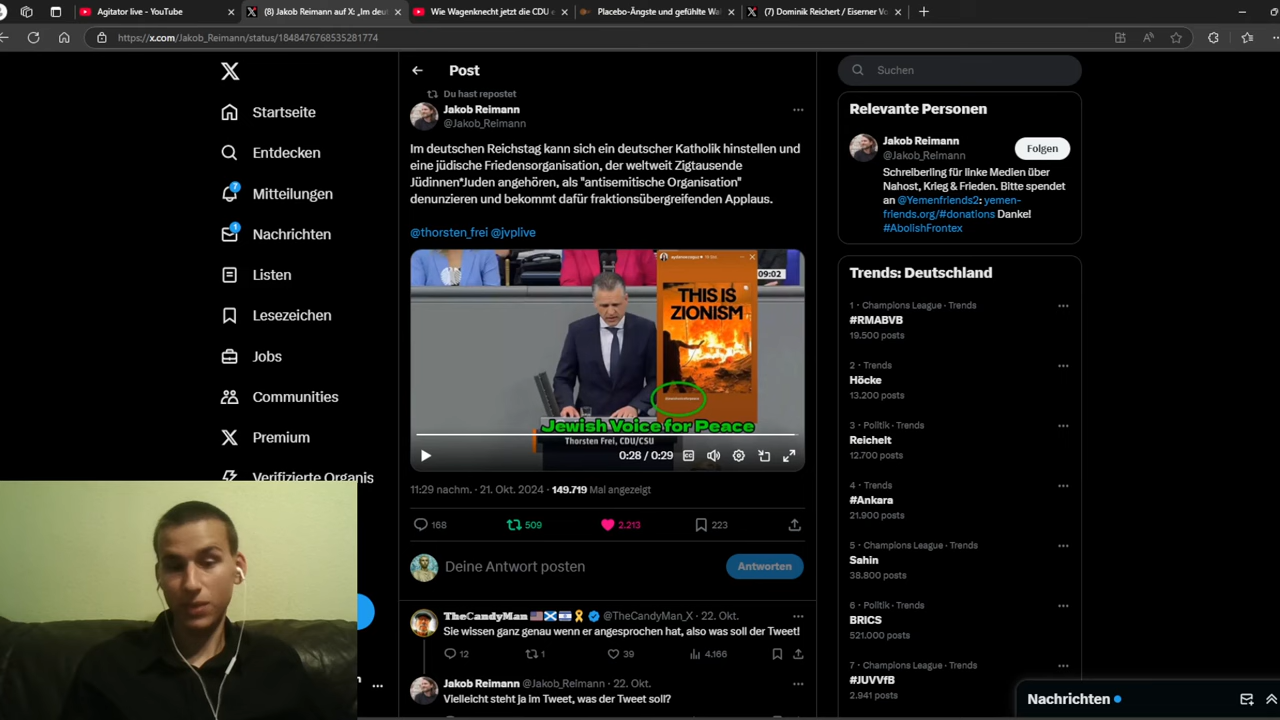 Agitator live - YouTube
(8) Jakob Reimann auf X: „Im deu
Wie Wagenknecht jetzt die CDU e
Placebo-Ängste und gefühlte Wal
(7) Dominik Reichert / Eiserner Vo
https://x.com/Jakob_Reimann/status/1848476768535281774
Startseite
Entdecken
7
Mitteilungen
1
Nachrichten
Listen
Lesezeichen
Jobs
Communities
Premium
Verifizierte Organis
Post
Du hast repostet
Jakob Reimann
@Jakob_Reimann
Im deutschen Reichstag kann sich ein deutscher Katholik hinstellen und
eine jüdische Friedensorganisation, der weltweit Zigtausende
Jüdinnen*Juden angehören, als "antisemitische Organisation"
denunzieren und bekommt dafür fraktionsübergreifenden Applaus.
@thorsten_frei @jvplive
09:02
THIS IS
ZIONISM
Jewish Voice for Peace
Thorsten Frei, CDU/CSU
0:28 / 0:29
11:29 nachm. · 21. Okt. 2024 · 149.719 Mal angezeigt
168
509
2.213
223
Deine Antwort posten
Antworten
TheCandyMan @TheCandyMan_X · 22. Okt.
Sie wissen ganz genau wenn er angesprochen hat, also was soll der Tweet!
12
1
39
4.166
Jakob Reimann @Jakob_Reimann · 22. Okt.
Vielleicht steht ja im Tweet, was der Tweet soll?
Suchen
Relevante Personen
Jakob Reimann
@Jakob_Reimann
Folgen
Schreiberling für linke Medien über
Nahost, Krieg & Frieden. Bitte spendet
an @Yemenfriends2: yemen-
friends.org/#donations Danke!
#AbolishFrontex
Trends: Deutschland
1 · Champions League · Trends
#RMABVB
19.500 posts
2 · Trends
Höcke
13.200 posts
3 · Politik · Trends
Reichelt
12.700 posts
4 · Trends
#Ankara
21.900 posts
5 · Champions League · Trends
Sahin
38.800 posts
6 · Politik · Trends
BRICS
521.000 posts
7 · Champions League · Trends
#JUVVfB
2.941 posts
Nachrichten